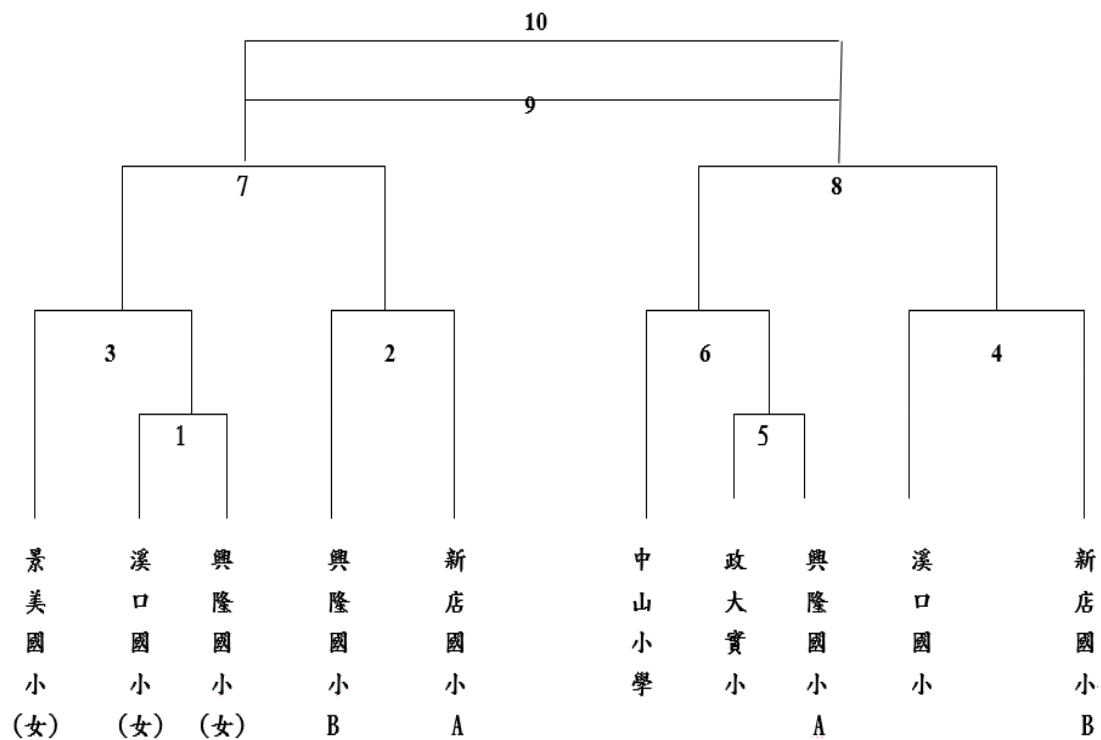 10
9
7
8
3
2
6
4
1
5
景美國小(女)
溪口國小(女)
興隆國小(女)
興隆國小B
新店國小A
中山小學
政大實小
興隆國小A
溪口國小
新店國小B